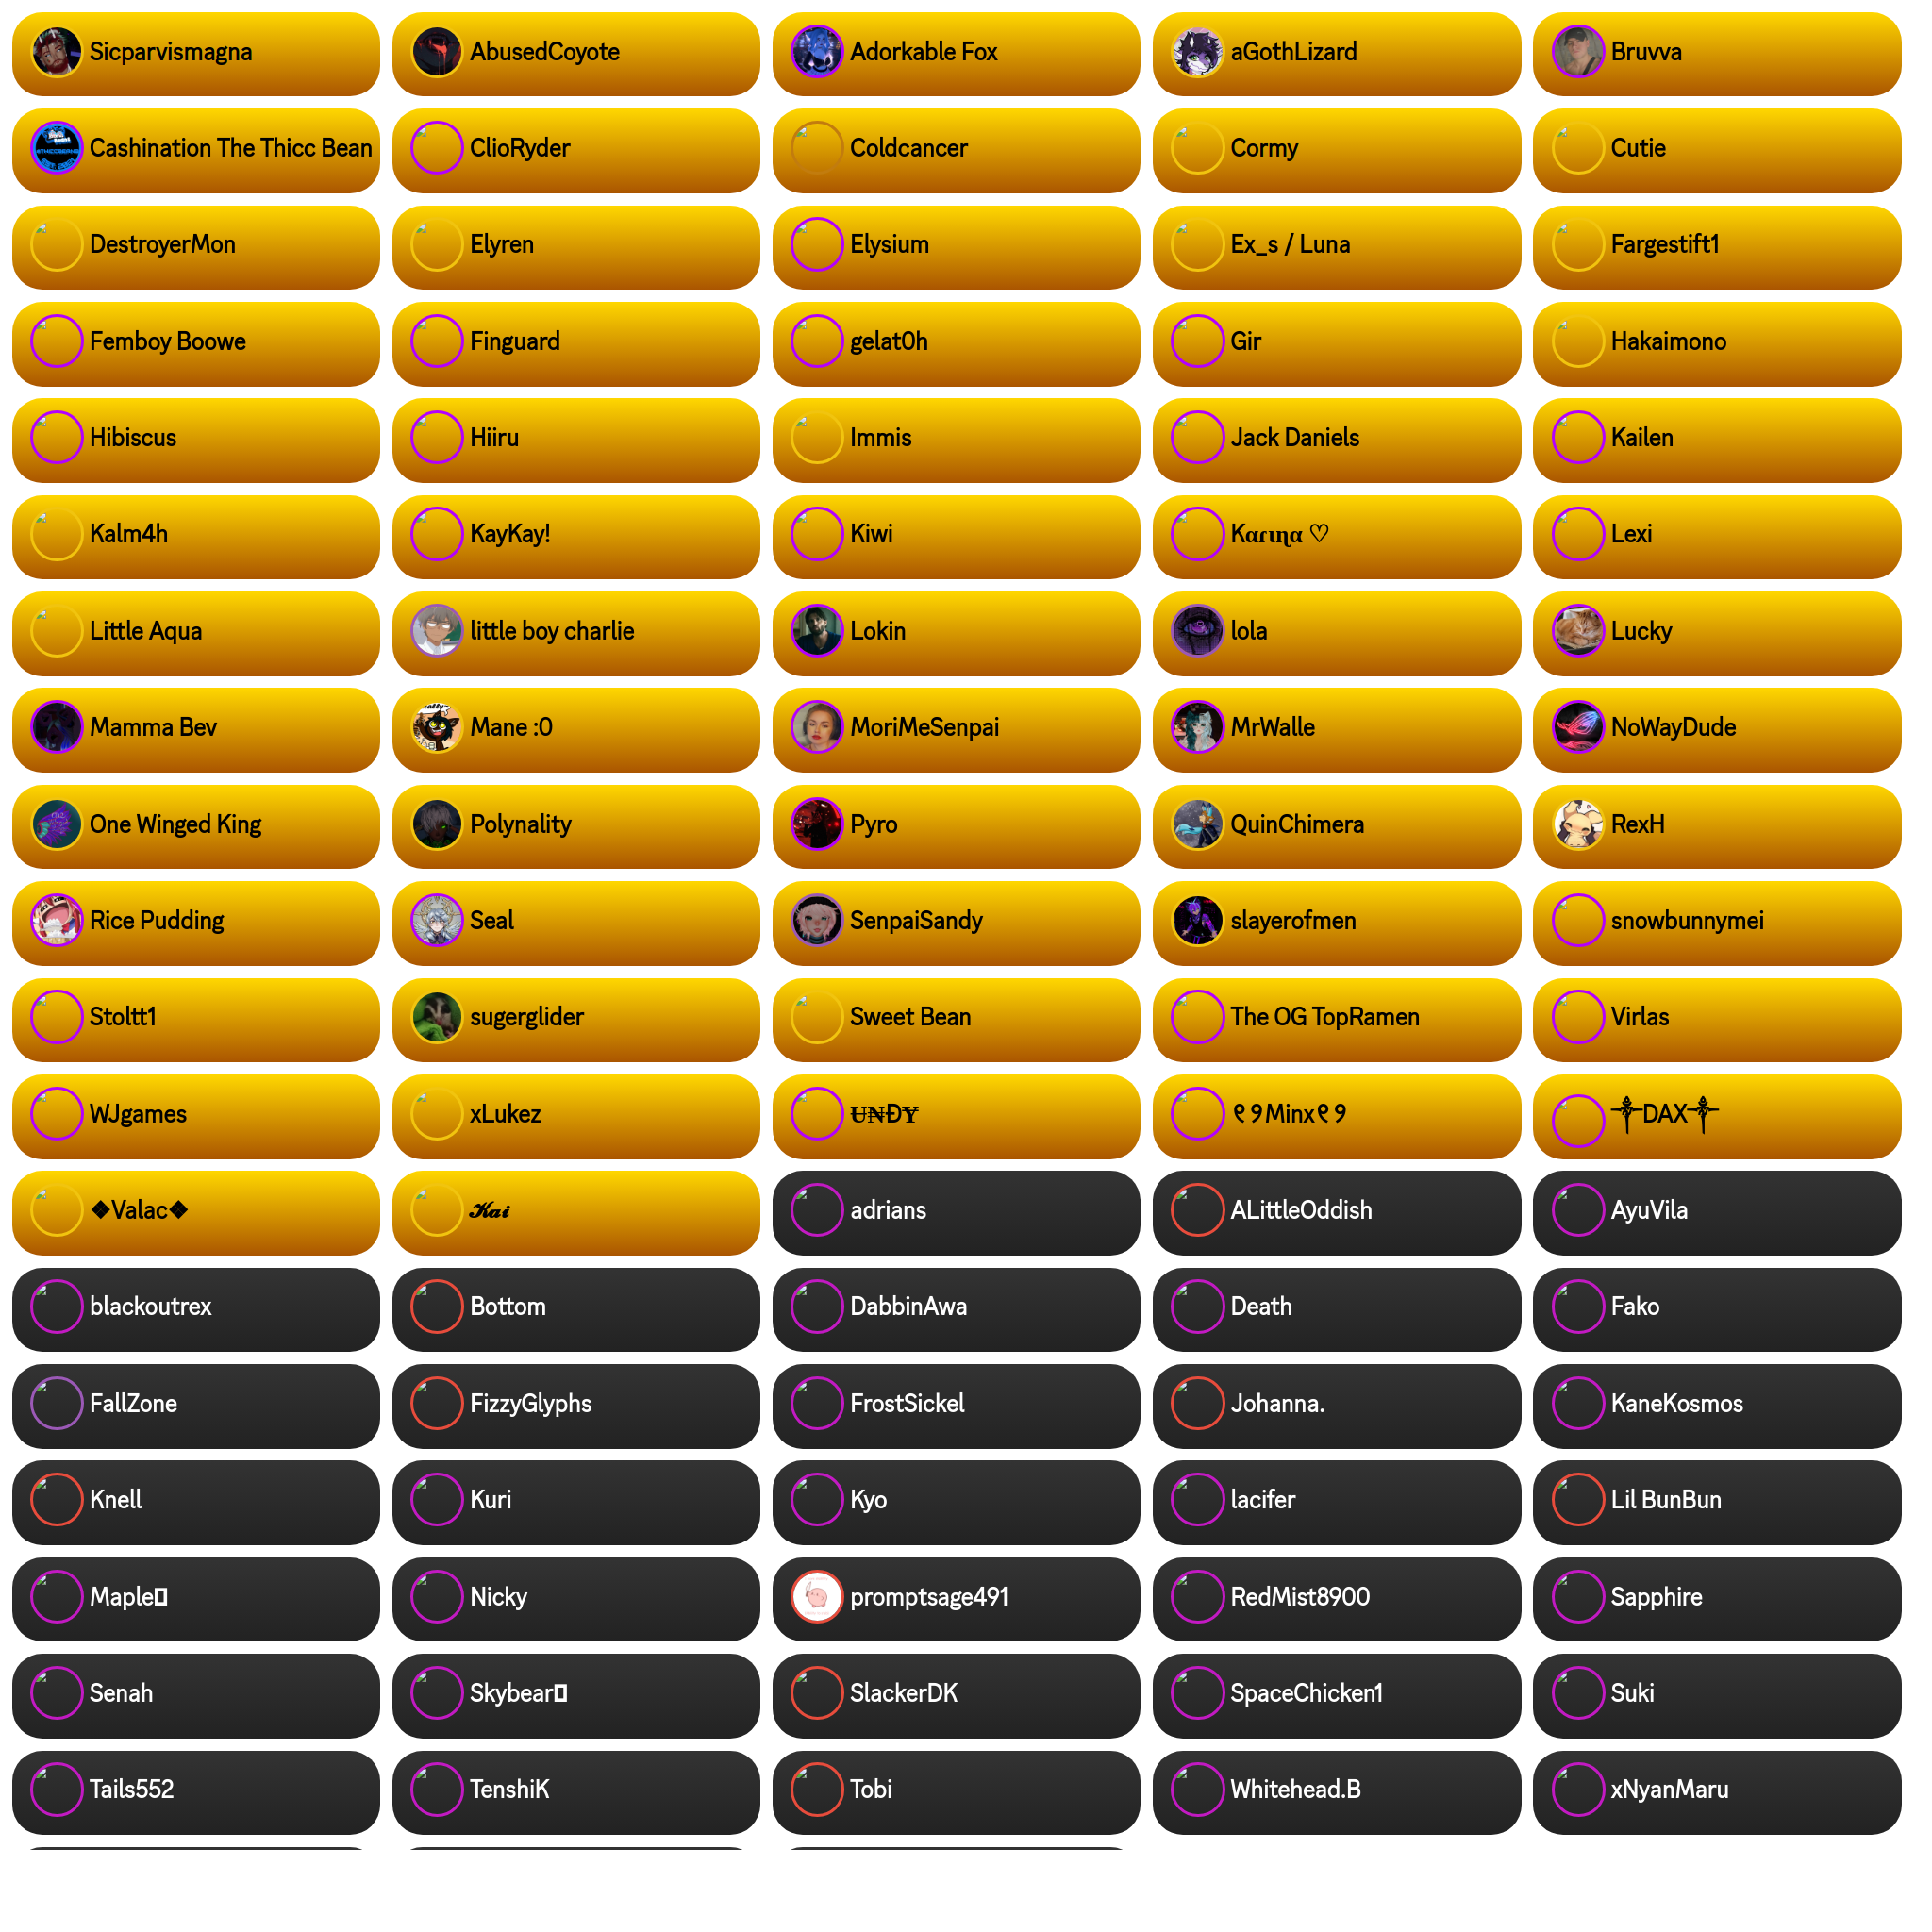 Sicparvismagna
AbusedCoyote
Adorkable Fox
aGothLizard
Bruvva
Cashination The Thicc Bean
ClioRyder
Coldcancer
Cormy
Cutie
DestroyerMon
Elyren
Elysium
Ex_s / Luna
Fargestift1
Femboy Boowe
Finguard
gelat0h
Gir
Hakaimono
Hibiscus
Hiiru
Immis
Jack Daniels
Kailen
Kalm4h
KayKay!
Kiwi
Kαɾιɳα ♡
Lexi
Little Aqua
little boy charlie
Lokin
lola
Lucky
Mamma Bev
Mane :0
MoriMeSenpai
MrWalle
NoWayDude
One Winged King
Polynality
Pyro
QuinChimera
RexH
Rice Pudding
Seal
SenpaiSandy
slayerofmen
snowbunnymei
Stoltt1
sugerglider
Sweet Bean
The OG TopRamen
Virlas
WJgames
xLukez
U̶N̶ĐɎ
୧୨Minx୧୨
༒DAX༒
❖Valac❖
𝓚𝓪𝓲
adrians
ALittleOddish
AyuVila
blackoutrex
Bottom
DabbinAwa
Death
Fako
FallZone
FizzyGlyphs
FrostSickel
Johanna.
KaneKosmos
Knell
Kuri
Kyo
lacifer
Lil BunBun
Maple
Nicky
promptsage491
RedMist8900
Sapphire
Senah
Skybear
SlackerDK
SpaceChicken1
Suki
Tails552
TenshiK
Tobi
Whitehead.B
xNyanMaru